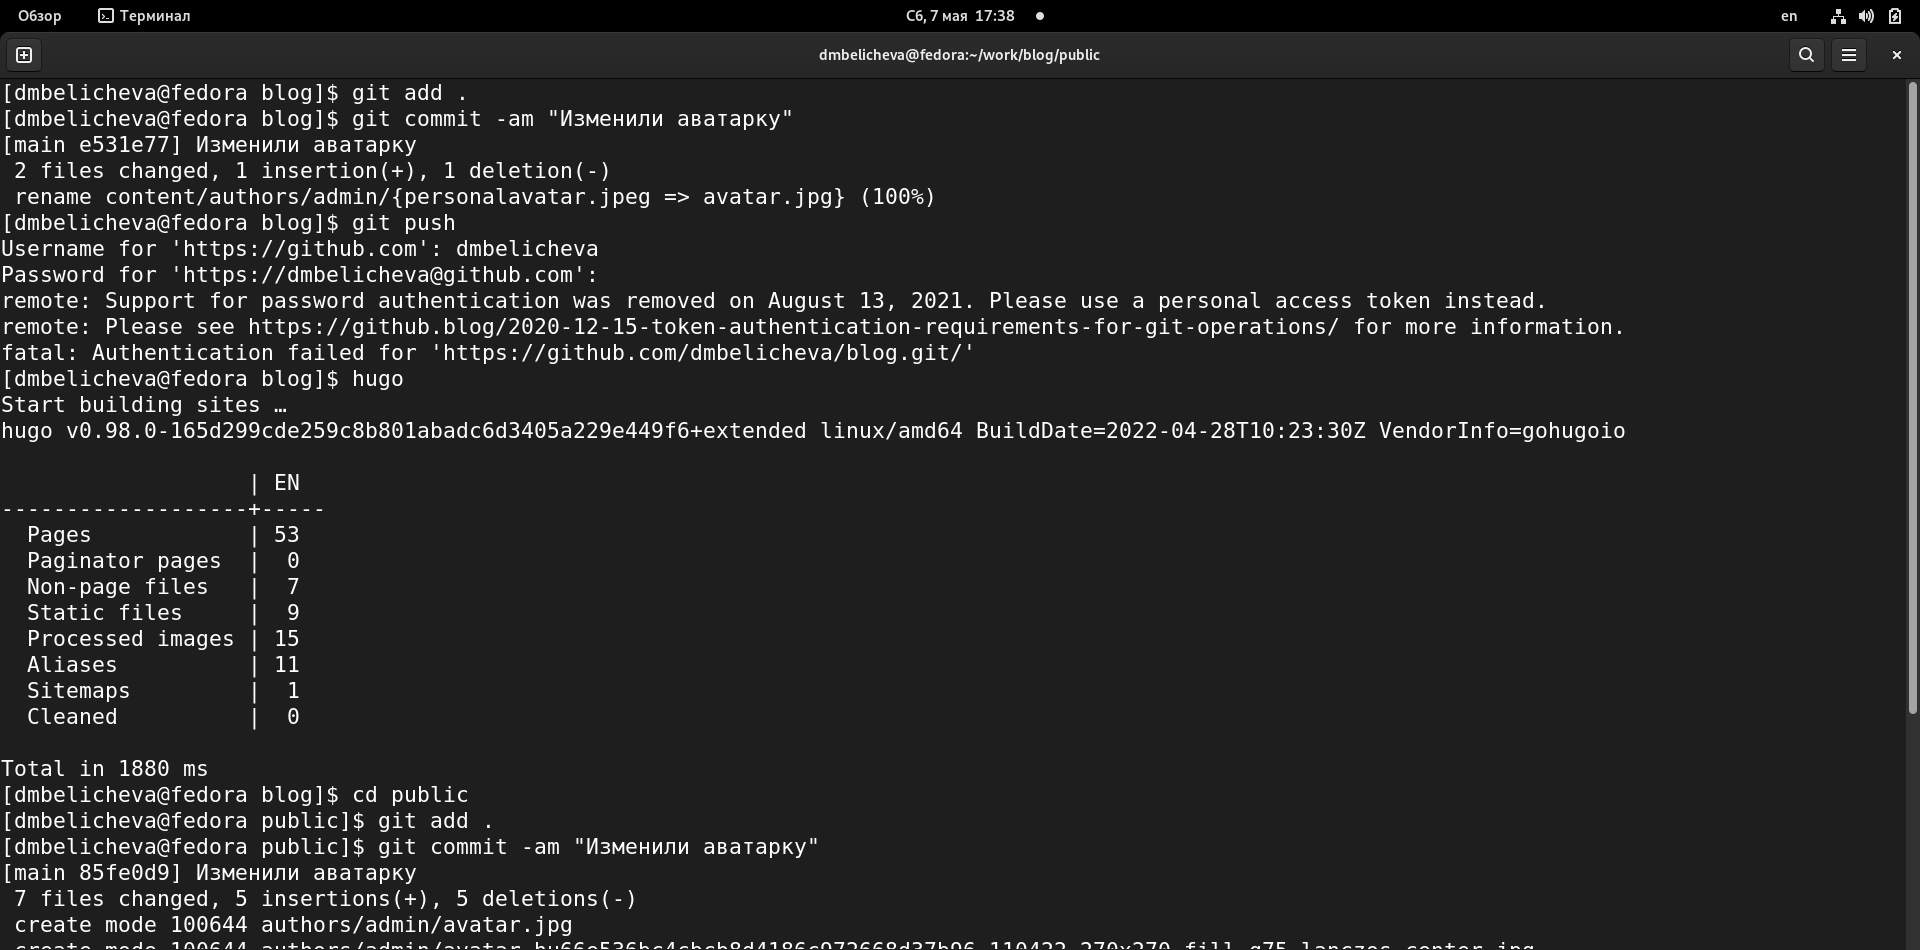 Обзор Терминал Сб, 7 мая 17:38 en
dmbelicheva@fedora:~/work/blog/public
[dmbelicheva@fedora blog]$ git add .
[dmbelicheva@fedora blog]$ git commit -am "Изменили аватарку"
[main e531e77] Изменили аватарку
 2 files changed, 1 insertion(+), 1 deletion(-)
 rename content/authors/admin/{personalavatar.jpeg => avatar.jpg} (100%)
[dmbelicheva@fedora blog]$ git push
Username for 'https://github.com': dmbelicheva
Password for 'https://dmbelicheva@github.com':
remote: Support for password authentication was removed on August 13, 2021. Please use a personal access token instead.
remote: Please see https://github.blog/2020-12-15-token-authentication-requirements-for-git-operations/ for more information.
fatal: Authentication failed for 'https://github.com/dmbelicheva/blog.git/'
[dmbelicheva@fedora blog]$ hugo
Start building sites …
hugo v0.98.0-165d299cde259c8b801abadc6d3405a229e449f6+extended linux/amd64 BuildDate=2022-04-28T10:23:30Z VendorInfo=gohugoio
                   | EN
-------------------+-----
  Pages            | 53
  Paginator pages  |  0
  Non-page files   |  7
  Static files     |  9
  Processed images | 15
  Aliases          | 11
  Sitemaps         |  1
  Cleaned          |  0
Total in 1880 ms
[dmbelicheva@fedora blog]$ cd public
[dmbelicheva@fedora public]$ git add .
[dmbelicheva@fedora public]$ git commit -am "Изменили аватарку"
[main 85fe0d9] Изменили аватарку
 7 files changed, 5 insertions(+), 5 deletions(-)
 create mode 100644 authors/admin/avatar.jpg
 create mode 100644